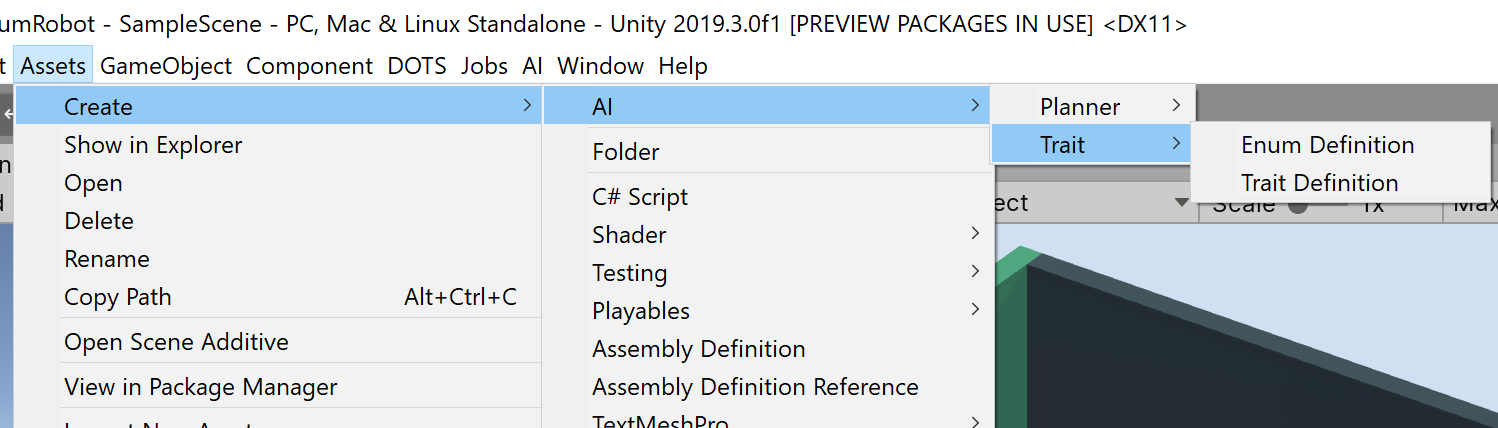 umRobot - SampleScene - PC, Mac & Linux Standalone - Unity 2019.3.0f1 [PREVIEW PACKAGES IN USE] <DX11>
t Assets GameObject Component DOTS Jobs AI Window Help
Create
Show in Explorer
Open
Delete
Rename
Copy Path Alt+Ctrl+C
Open Scene Additive
View in Package Manager
AI
Folder
C# Script
Shader
Testing
Playables
Assembly Definition
Assembly Definition Reference
TextMeshPro
Planner
Trait
Enum Definition
Trait Definition
ect
Scale 1x Max